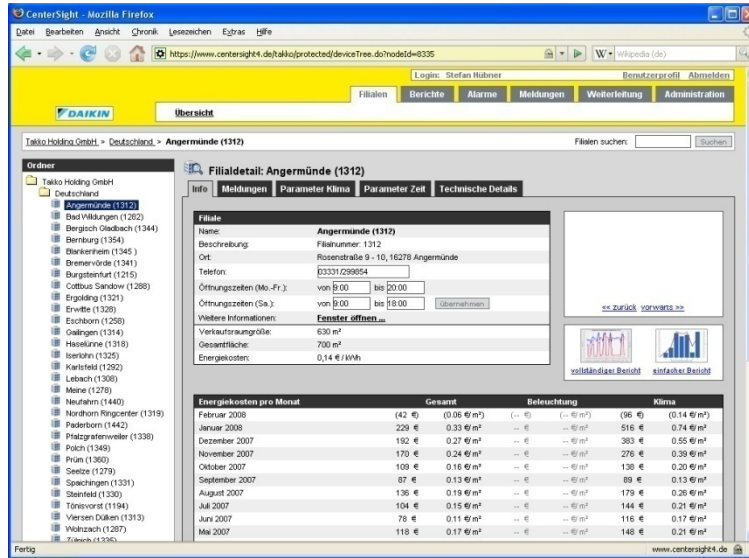 CenterSight - Mozilla Firefox
Datei Bearbeiten Ansicht Chronik Lesezeichen Extras Hilfe
https://www.centersight4.de/takko/protected/deviceTree.do?nodeId=8335
W Wikipedia (de)
Login: Stefan Hübner Benutzerprofil Abmelden
Filialen Berichte Alarme Meldungen Weiterleitung Administration
DAIKIN Übersicht
Takko Holding GmbH > Deutschland > Angermünde (1312) Filialen suchen: Suchen
Ordner
Takko Holding GmbH
Deutschland
Angermünde (1312)
Bad Wildungen (1282)
Bergisch Gladbach (1344)
Bernburg (1354)
Blankenheim (1345 )
Bremervörde (1341)
Burgsteinfurt (1215)
Cottbus Sandow (1288)
Ergolding (1321)
Erwitte (1328)
Eschborn (1258)
Gailingen (1314)
Haselünne (1318)
Iserlohn (1325)
Karlsfeld (1292)
Lebach (1308)
Meine (1278)
Neufahrn (1440)
Nordhorn Ringcenter (1319)
Paderborn (1442)
Pfalzgrafenweiler (1338)
Polch (1349)
Prüm (1360)
Seelze (1279)
Spaichingen (1331)
Steinfeld (1330)
Tönisvorst (1194)
Viersen Dülken (1313)
Wolnzach (1287)
Zülpich (1335)
Filialdetail: Angermünde (1312)
Info Meldungen Parameter Klima Parameter Zeit Technische Details
Filiale
Name: Angermünde (1312)
Beschreibung: Filialnummer: 1312
Ort: Rosenstraße 9 - 10, 16278 Angermünde
Telefon: 03331/299854
Öffnungszeiten (Mo.-Fr.): von 9:00 bis 20:00
Öffnungszeiten (Sa.): von 9:00 bis 18:00 übernehmen
Weitere Informationen: Fenster öffnen ...
Verkaufsraumgröße: 630 m²
Gesamtfläche: 700 m²
Energiekosten: 0,14 € / kWh
<< zurück vorwärts >>
vollständiger Bericht einfacher Bericht
Energiekosten pro Monat Gesamt Beleuchtung Klima
Februar 2008 (42 €) (0.06 €/m²) (-- €) (-- €/m²) (96 €) (0.14 €/m²)
Januar 2008 229 € 0.33 €/m² -- € -- €/m² 516 € 0.74 €/m²
Dezember 2007 192 € 0.27 €/m² -- € -- €/m² 383 € 0.55 €/m²
November 2007 170 € 0.24 €/m² -- € -- €/m² 276 € 0.39 €/m²
Oktober 2007 109 € 0.16 €/m² -- € -- €/m² 138 € 0.20 €/m²
September 2007 87 € 0.13 €/m² -- € -- €/m² 89 € 0.13 €/m²
August 2007 136 € 0.19 €/m² -- € -- €/m² 179 € 0.26 €/m²
Juli 2007 104 € 0.15 €/m² -- € -- €/m² 144 € 0.21 €/m²
Juni 2007 78 € 0.11 €/m² -- € -- €/m² 116 € 0.17 €/m²
Mai 2007 118 € 0.17 €/m² -- € -- €/m² 148 € 0.21 €/m²
Fertig www.centersight4.de